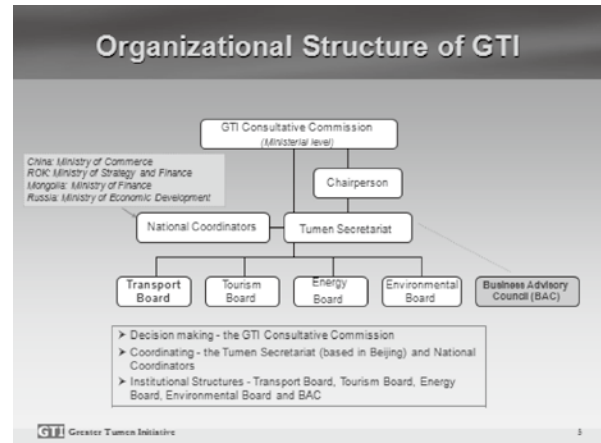 Organizational Structure of GTI
GTI Consultative Commission
(Ministerial level)
China: Ministry of Commerce
ROK: Ministry of Strategy and Finance
Mongolia: Ministry of Finance
Russia: Ministry of Economic Development
Chairperson
National Coordinators
Tumen Secretariat
Transport
Board
Tourism
Board
Energy
Board
Environmental
Board
Business Advisory
Council (BAC)
➤ Decision making - the GTI Consultative Commission
➤ Coordinating - the Tumen Secretariat (based in Beijing) and National
Coordinators
➤ Institutional Structures - Transport Board, Tourism Board, Energy
Board, Environmental Board and BAC
GTI Greater Tumen Initiative
5